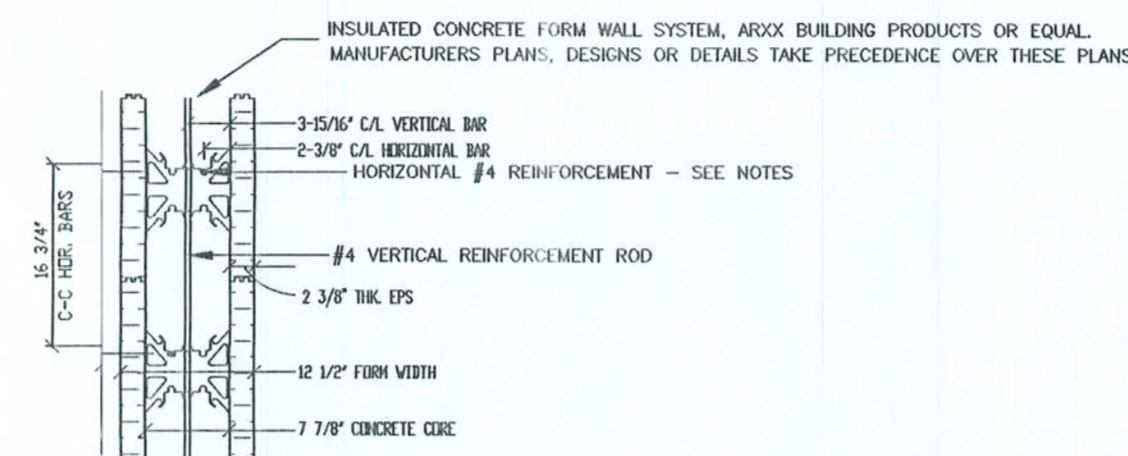 INSULATED CONCRETE FORM WALL SYSTEM, ARXX BUILDING PRODUCTS OR EQUAL.
MANUFACTURERS PLANS, DESIGNS OR DETAILS TAKE PRECEDENCE OVER THESE PLANS
3-15/16" C/L VERTICAL BAR
2-3/8" C/L HORIZONTAL BAR
HORIZONTAL #4 REINFORCEMENT – SEE NOTES
16 3/4"
C-C HOR. BARS
#4 VERTICAL REINFORCEMENT ROD
2 3/8" THK. EPS
12 1/2" FORM WIDTH
7 7/8" CONCRETE CORE